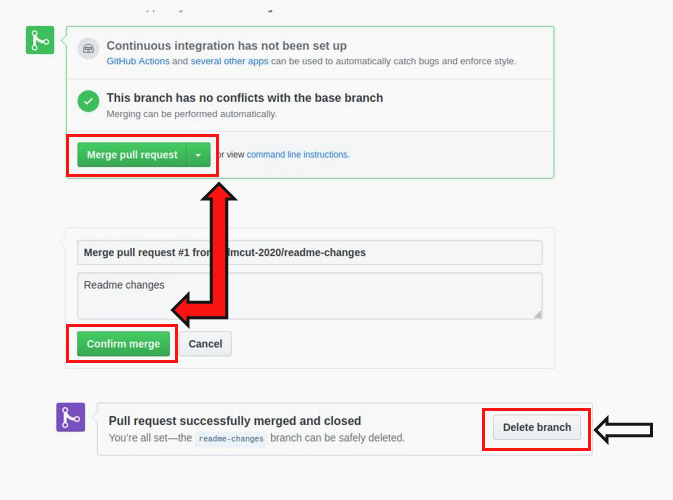 Continuous integration has not been set up
GitHub Actions and several other apps can be used to automatically catch bugs and enforce style.
This branch has no conflicts with the base branch
Merging can be performed automatically.
Merge pull request
or view command line instructions.
Merge pull request #1 from lmcut-2020/readme-changes
Readme changes
Confirm merge
Cancel
Pull request successfully merged and closed
Delete branch
You're all set—the readme-changes branch can be safely deleted.